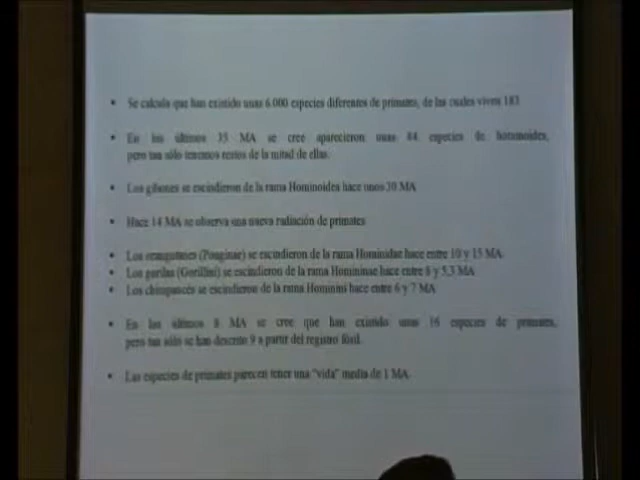 • Se calcula que han existido unas 6.000 especies diferentes de primates, de las cuales viven 183
• En los últimos 35 MA se cree aparecieron unas 84 especies de hominoides,
pero tan sólo tenemos restos de la mitad de ellas.
• Los gibones se escindieron de la rama Hominoidea hace unos 20 MA
• Hace 14 MA se observa una nueva radiación de primates
• Los orangutanes (Ponginae) se escindieron de la rama Hominidae hace entre 10 y 15 MA
• Los gorilas (Gorillini) se escindieron de la rama Homininae hace entre 8 y 5,3 MA
• Los chimpancés se escindieron de la rama Hominini hace entre 6 y 7 MA
• En los últimos 8 MA se cree que han existido unas 16 especies de primates,
pero tan sólo se han descrito 9 a partir del registro fósil.
• Las especies de primates parecen tener una "vida" media de 1 MA